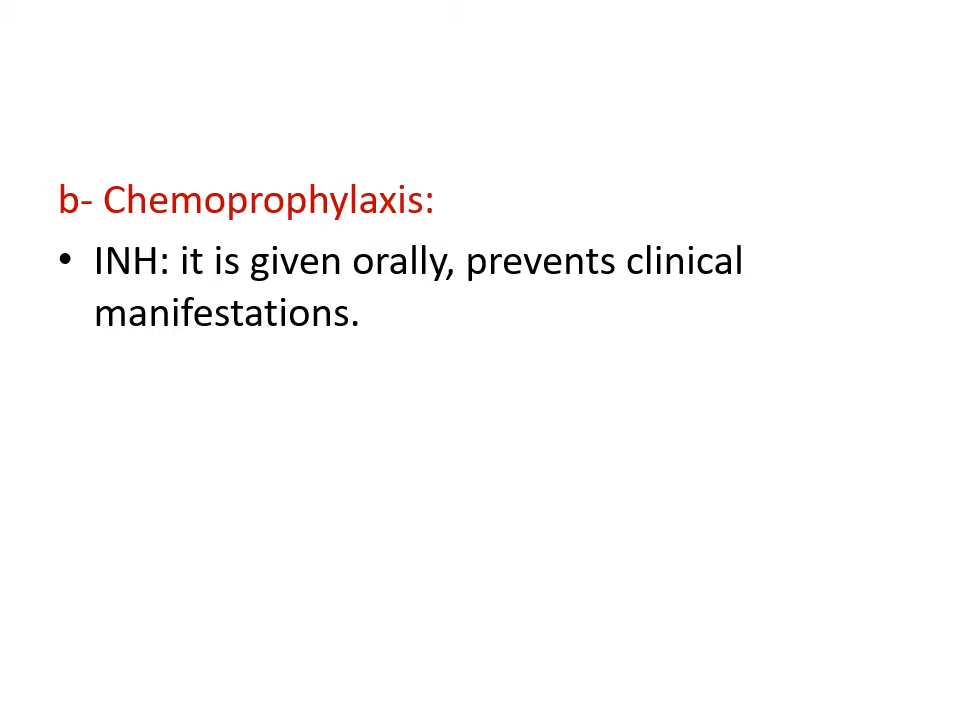 b- Chemoprophylaxis:
• INH: it is given orally, prevents clinical
manifestations.